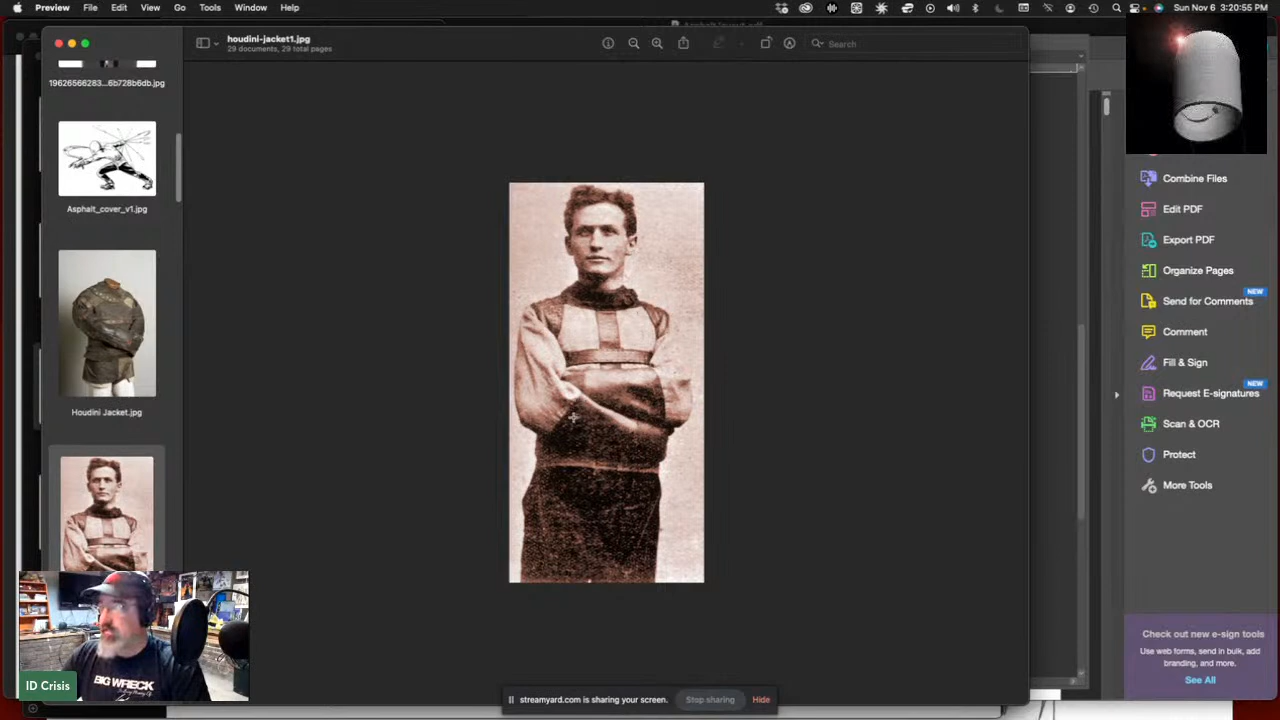 Preview File Edit View Go Tools Window Help
Sun Nov 6 3:20:55 PM
houdini-jacket1.jpg
29 documents, 29 total pages
Search
19626566283...6b728b6db.jpg
Asphalt_cover_v1.jpg
Houdini Jacket.jpg
Combine Files
Edit PDF
Export PDF
Organize Pages
NEW
Send for Comments
Comment
Fill & Sign
NEW
Request E-signatures
Scan & OCR
Protect
More Tools
Check out new e-sign tools
Use web forms, send in bulk, add
branding, and more.
See All
BIG WRECK
ID Crisis
streamyard.com is sharing your screen.
Stop sharing
Hide